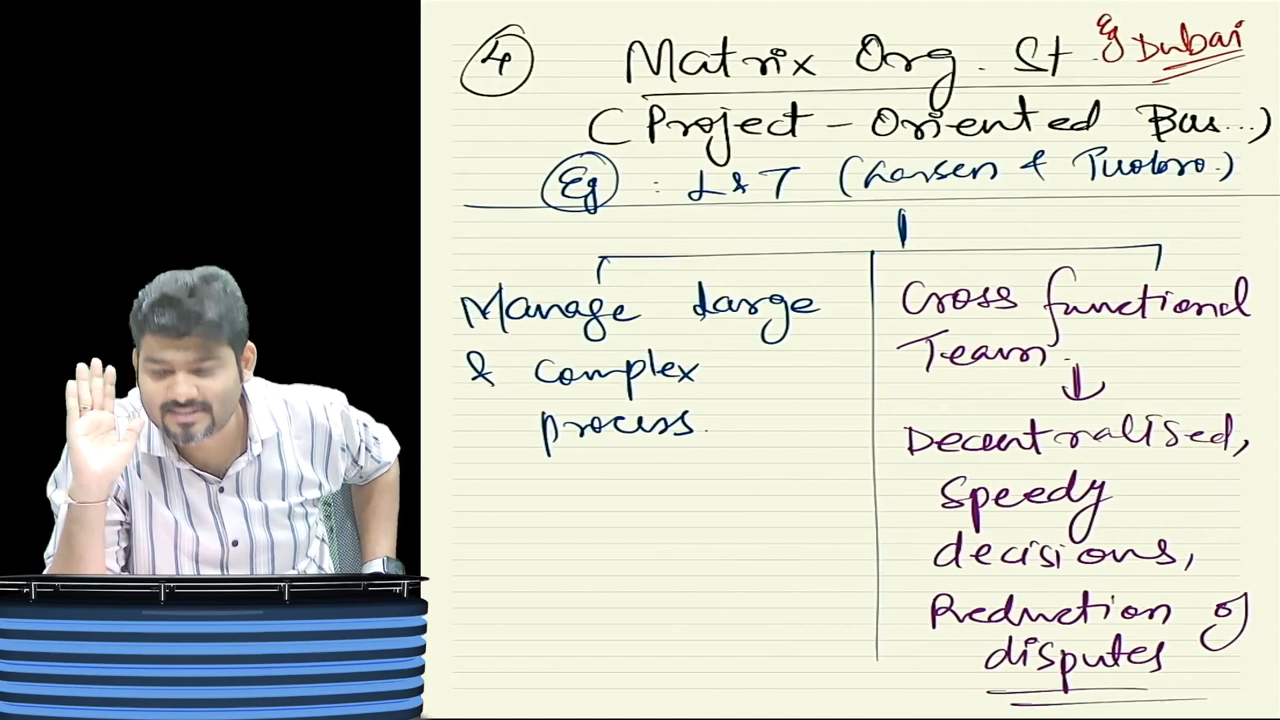 4 Matrix Org. St. eg Dubai
(Project - Oriented Bus...)
Eg : L & T (Larsen & Tuobro.)
Manage Large
& complex
process.
Cross functional
Team.
↓
Decentralised,
Speedy
decisions,
Reduction of
disputes